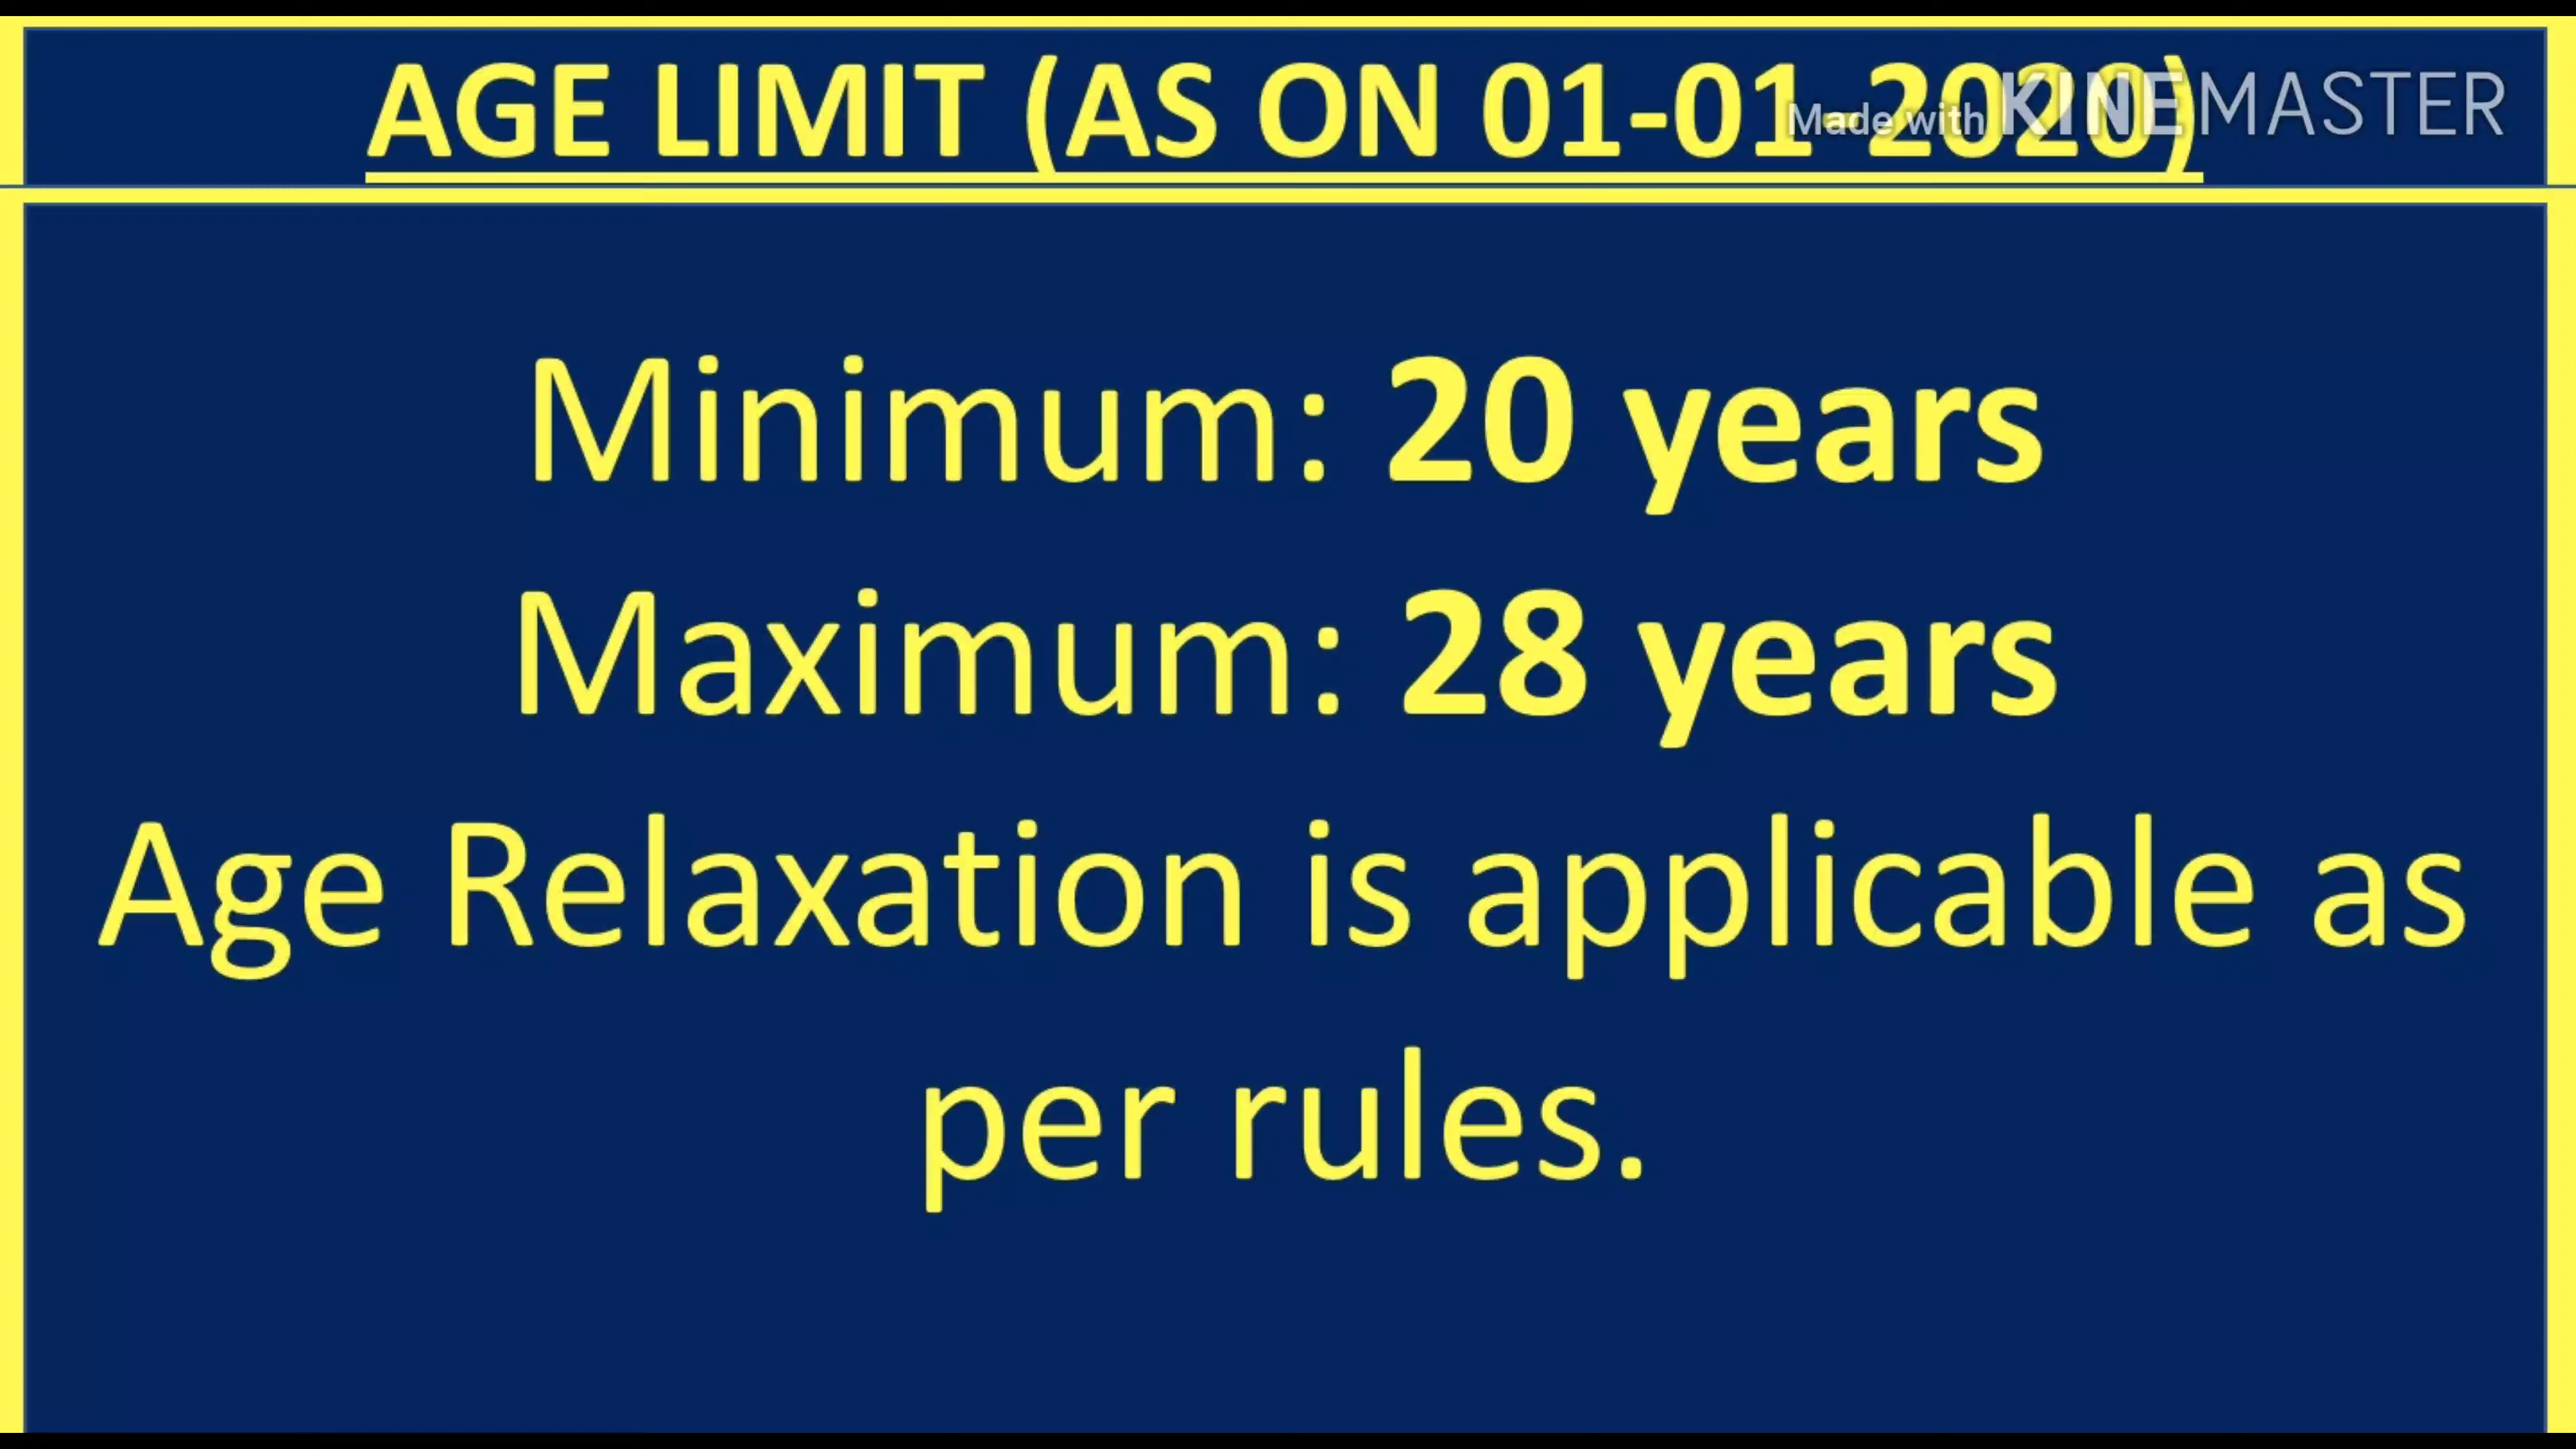 AGE LIMIT (AS ON 01-01-2020)
Made with KINEMASTER
Minimum: 20 years
Maximum: 28 years
Age Relaxation is applicable as
per rules.